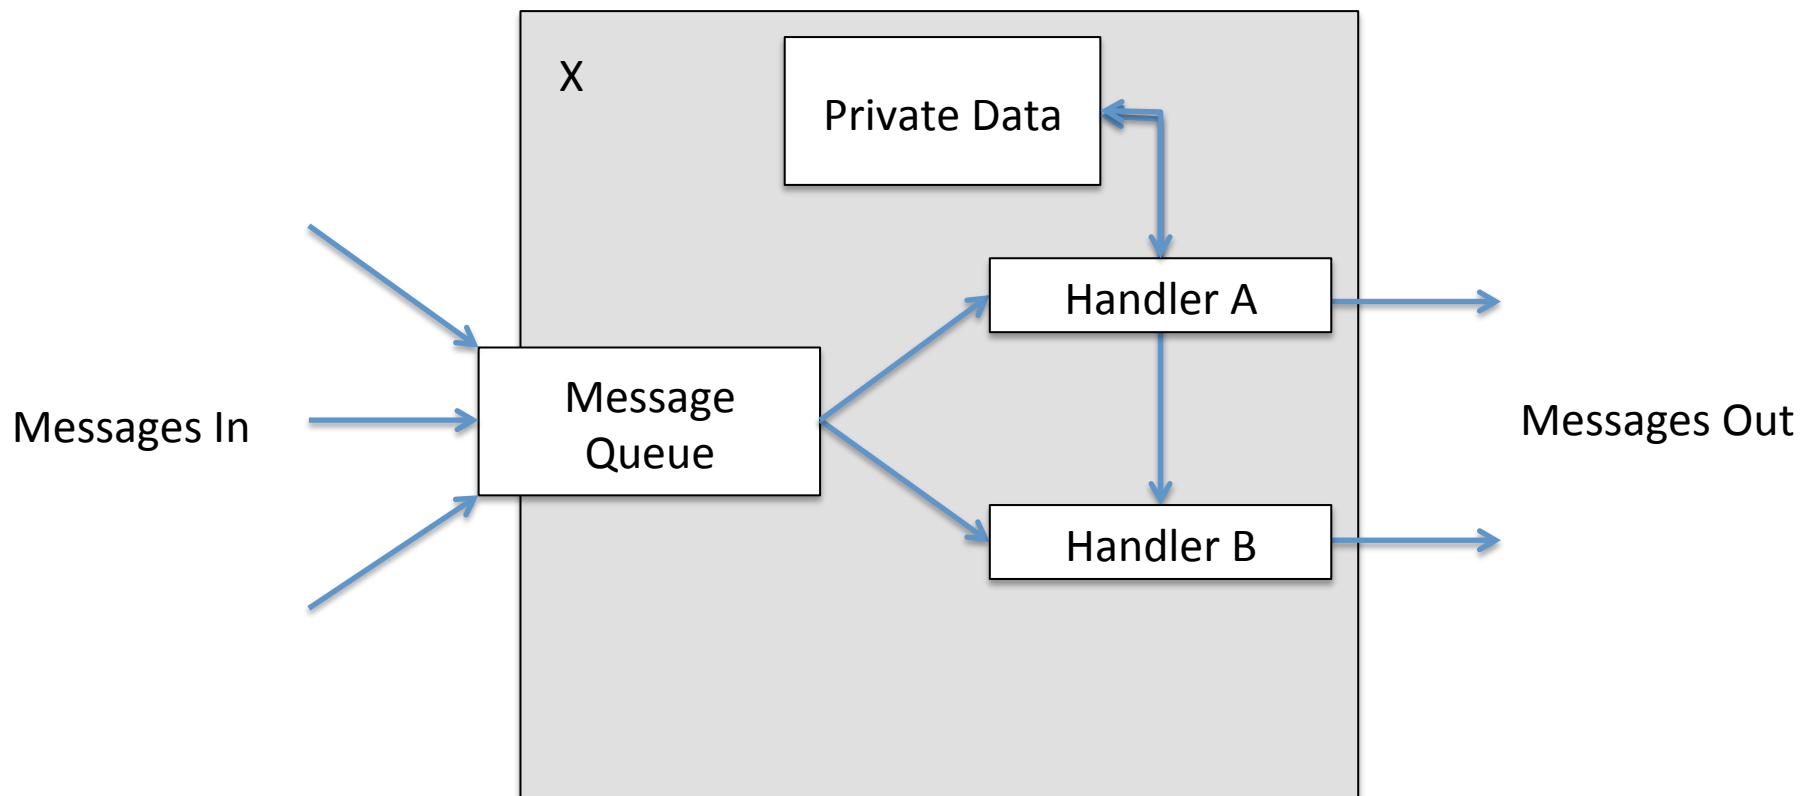 X
Private Data
Handler A
Message
Queue
Messages In
Messages Out
Handler B